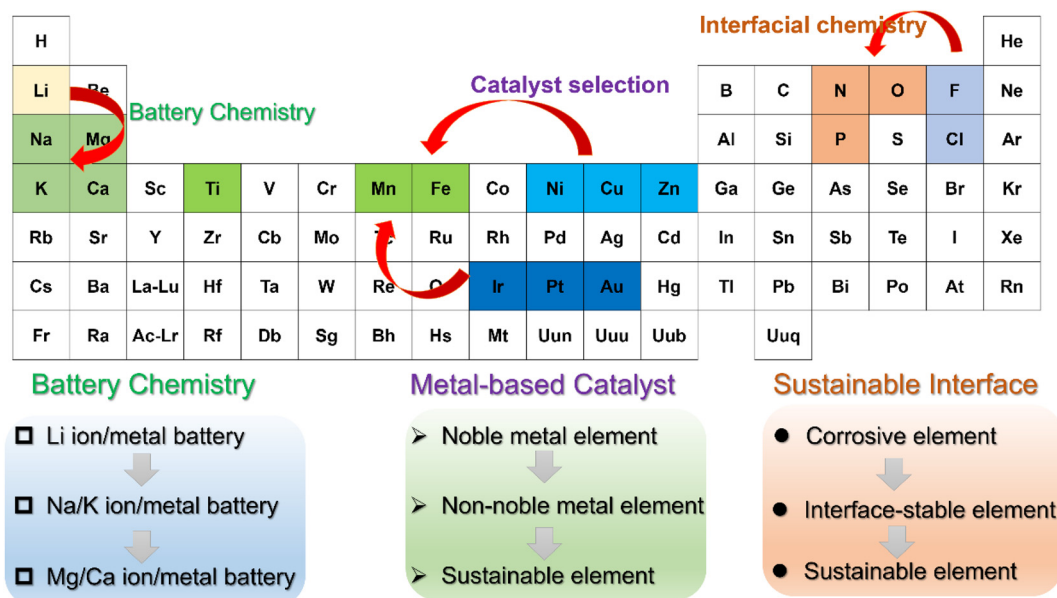 Interfacial chemistry
H He
Li Be B C N O F Ne
Battery Chemistry
Catalyst selection
Na Mg Al Si P S Cl Ar
K Ca Sc Ti V Cr Mn Fe Co Ni Cu Zn Ga Ge As Se Br Kr
Rb Sr Y Zr Cb Mo Tc Ru Rh Pd Ag Cd In Sn Sb Te I Xe
Cs Ba La-Lu Hf Ta W Re Ir Pt Au Hg Tl Pb Bi Po At Rn
Fr Ra Ac-Lr Rf Db Sg Bh Hs Mt Uun Uuu Uub Uuq
Battery Chemistry
Li ion/metal battery
Na/K ion/metal battery
Mg/Ca ion/metal battery
Metal-based Catalyst
Noble metal element
Non-noble metal element
Sustainable element
Sustainable Interface
Corrosive element
Interface-stable element
Sustainable element